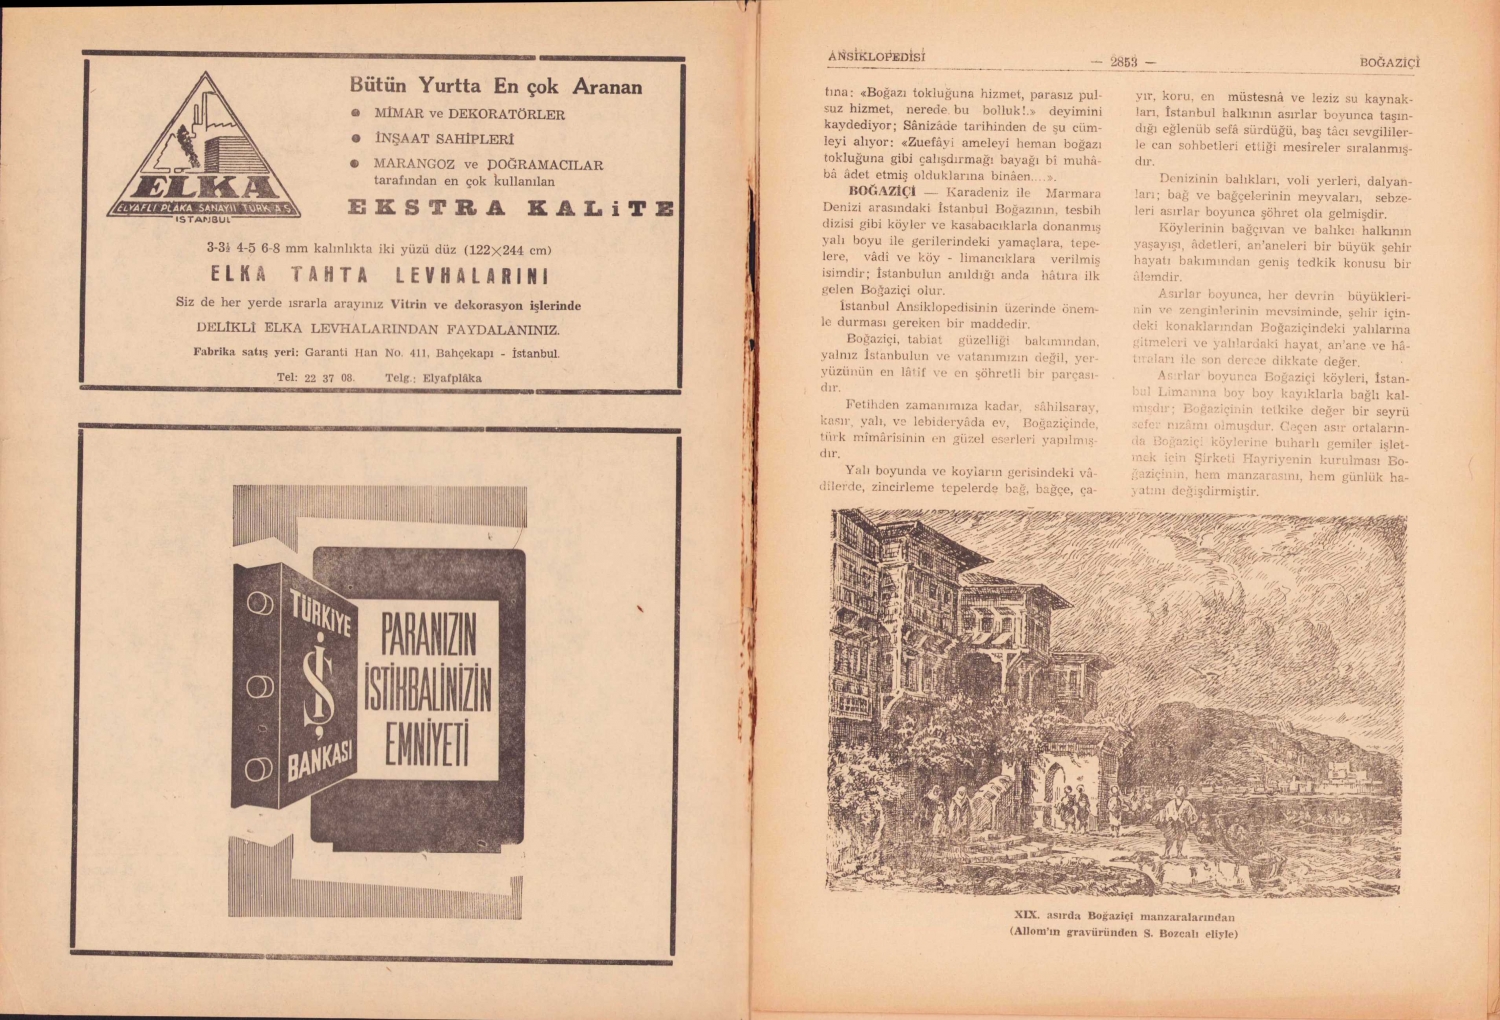 Bütün Yurtta En çok Aranan
● MİMAR ve DEKORATÖRLER
● İNŞAAT SAHİPLERİ
● MARANGOZ ve DOĞRAMACILAR
tarafından en çok kullanılan
EKSTRA KALiTE
ELKA
ELYAFLI PLÂKA SANAYİİ TÜRK A.Ş.
İSTANBUL
3-3½ 4-5 6-8 mm kalınlıkta iki yüzü düz (122×244 cm)
ELKA TAHTA LEVHALARINI
Siz de her yerde ısrarla arayınız Vitrin ve dekorasyon işlerinde
DELİKLİ ELKA LEVHALARINDAN FAYDALANINIZ.
Fabrika satış yeri: Garanti Han No. 411, Bahçekapı - İstanbul.
Tel: 22 37 08. Telg.: Elyafplâka
TÜRKİYE
İŞ
BANKASI
PARANIZIN
İSTİKBALİNİZİN
EMNİYETİ
ANSİKLOPEDİSİ
— 2853 —
BOĞAZİÇİ
tına: «Boğazı tokluğuna hizmet, parasız pul-
suz hizmet, nerede bu bolluk!.» deyimini
kaydediyor; Sânizâde tarihinden de şu cüm-
leyi alıyor: «Zuefâyi ameleyi heman boğazı
tokluğuna gibi çalışdırmağı bayağı bî muhâ-
bâ âdet etmiş olduklarına binâen....».
BOĞAZİÇİ — Karadeniz ile Marmara
Denizi arasındaki İstanbul Boğazının, tesbih
dizisi gibi köyler ve kasabacıklarla donanmış
yalı boyu ile gerilerindeki yamaçlara, tepe-
lere, vâdi ve köy - limancıklara verilmiş
isimdir; İstanbulun anıldığı anda hâtıra ilk
gelen Boğaziçi olur.
İstanbul Ansiklopedisinin üzerinde önem-
le durması gereken bir maddedir.
Boğaziçi, tabiat güzelliği bakımından,
yalnız İstanbulun ve vatanımızın değil, yer-
yüzünün en lâtif ve en şöhretli bir parçası-
dır.
Fetihden zamanımıza kadar, sâhilsaray,
kasır, yalı, ve lebideryâda ev, Boğaziçinde,
türk mîmârisinin en güzel eserleri yapılmış-
dır.
Yalı boyunda ve koyların gerisindeki vâ-
dilerde, zincirleme tepelerde bağ, bağçe, ça-
yır, koru, en müstesnâ ve leziz su kaynak-
ları, İstanbul halkının asırlar boyunca taşın-
dığı eğlenüb sefâ sürdüğü, baş tâcı sevgililer-
le can sohbetleri ettiği mesîreler sıralanmış-
dır.
Denizinin balıkları, voli yerleri, dalyan-
ları; bağ ve bağçelerinin meyvaları, sebze-
leri asırlar boyunca şöhret ola gelmişdir.
Köylerinin bağçıvan ve balıkcı halkının
yaşayışı, âdetleri, an'aneleri bir büyük şehir
hayatı bakımından geniş tedkik konusu bir
âlemdir.
Asırlar boyunca, her devrin büyükleri-
nin ve zenginlerinin mevsiminde, şehir için-
deki konaklarından Boğaziçindeki yalılarına
gitmeleri ve yalılardaki hayat, an'ane ve hâ-
tıraları ile son derece dikkate değer.
Asırlar boyunca Boğaziçi köyleri, İstan-
bul Limanına boy boy kayıklarla bağlı kal-
mışdır; Boğaziçinin tetkike değer bir seyrü
sefer nızâmı olmuşdur. Geçen asır ortaların-
da Boğaziçi köylerine buharlı gemiler işlet-
mek için Şirketi Hayriyenin kurulması Bo-
ğaziçinin, hem manzarasını, hem günlük ha-
yatını değişdirmiştir.
XIX. asırda Boğaziçi manzaralarından
(Allom'ın gravüründen S. Bozcalı eliyle)